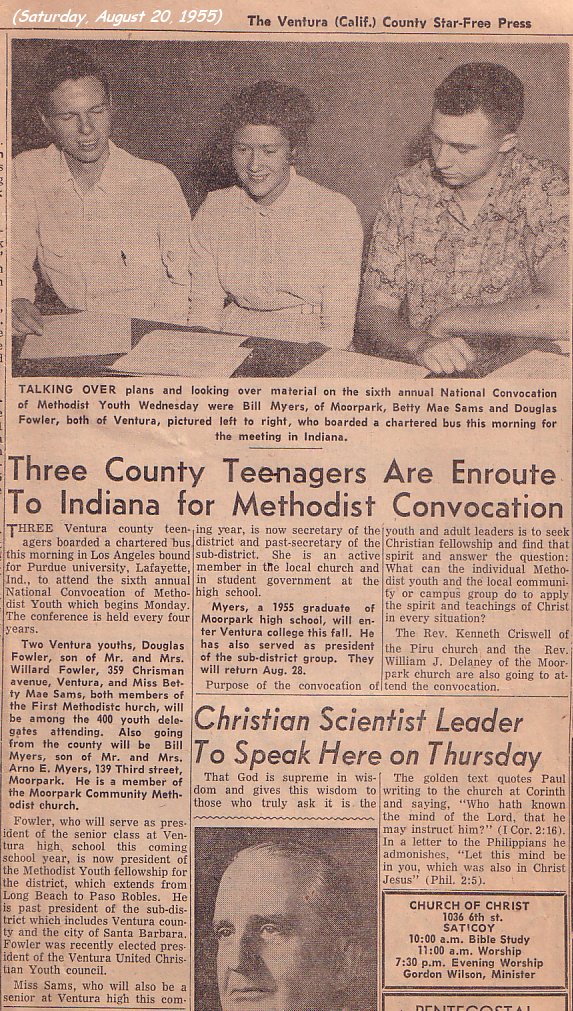 (Saturday, August 20, 1955)
The Ventura (Calif.) County Star-Free Press
TALKING OVER plans and looking over material on the sixth annual National Convocation
of Methodist Youth Wednesday were Bill Myers, of Moorpark, Betty Mae Sams and Douglas
Fowler, both of Ventura, pictured left to right, who boarded a chartered bus this morning for
the meeting in Indiana.
Three County Teenagers Are Enroute
To Indiana for Methodist Convocation
THREE Ventura county teen-
agers boarded a chartered bus
this morning in Los Angeles bound
for Purdue university, Lafayette,
Ind., to attend the sixth annual
National Convocation of Metho-
dist Youth which begins Monday.
The conference is held every four
years.
Two Ventura youths, Douglas
Fowler, son of Mr. and Mrs.
Willard Fowler, 359 Chrisman
avenue, Ventura, and Miss Bet-
ty Mae Sams, both members of
the First Methodistc hurch, will
be among the 400 youth dele-
gates attending. Also going
from the county will be Bill
Myers, son of Mr. and Mrs.
Arno E. Myers, 139 Third street,
Moorpark. He is a member of
the Moorpark Community Meth-
odist church.
Fowler, who will serve as pres-
ident of the senior class at Ven-
tura high school this coming
school year, is now president of
the Methodist Youth fellowship for
the district, which extends from
Long Beach to Paso Robles. He
is past president of the sub-dis-
trict which includes Ventura coun-
ty and the city of Santa Barbara.
Fowler was recently elected pres-
ident of the Ventura United Chris-
tian Youth council.
Miss Sams, who will also be a
senior at Ventura high this com-
ing year, is now secretary of the
district and past-secretary of the
sub-district. She is an active
member in the local church and
in student government at the
high school.
Myers, a 1955 graduate of
Moorpark high school, will en-
ter Ventura college this fall. He
has also served as president
of the sub-district group. They
will return Aug. 28.
Purpose of the convocation of
youth and adult leaders is to seek
Christian fellowship and find that
spirit and answer the question:
What can the individual Metho-
dist youth and the local communi-
ty or campus group do to apply
the spirit and teachings of Christ
in every situation?
The Rev. Kenneth Criswell of
the Piru church and the Rev.
William J. Delaney of the Moor-
park church are also going to at-
tend the convocation.
Christian Scientist Leader
To Speak Here on Thursday
That God is supreme in wis-
dom and gives this wisdom to
those who truly ask it is the
The golden text quotes Paul
writing to the church at Corinth
and saying, "Who hath known
the mind of the Lord, that he
may instruct him?" (I Cor. 2:16).
In a letter to the Philippians he
admonishes, "Let this mind be
in you, which was also in Christ
Jesus" (Phil. 2:5).
CHURCH OF CHRIST
1036 6th st.
SATICOY
10:00 a.m. Bible Study
11:00 a.m. Worship
7:30 p.m. Evening Worship
Gordon Wilson, Minister
PENTECOSTAL